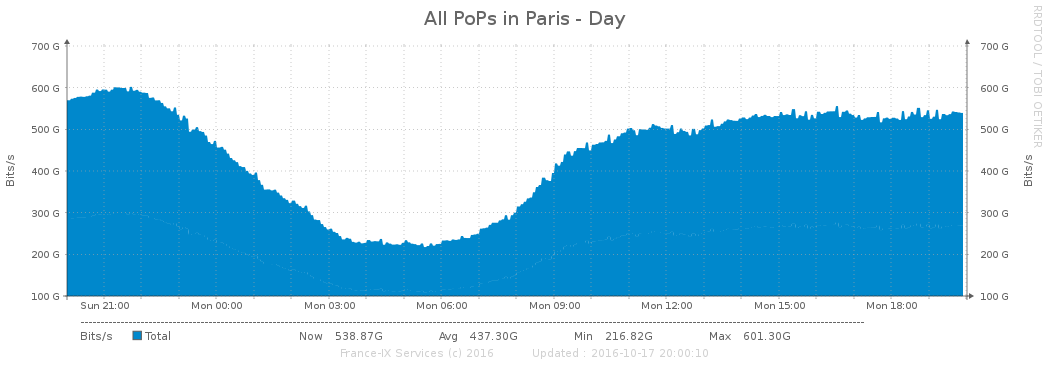 All PoPs in Paris - Day
RRDTOOL / TOBI OETIKER
700 G 700 G
600 G 600 G
500 G 500 G
400 G 400 G
300 G 300 G
200 G 200 G
100 G 100 G
Bits/s
Bits/s
Sun 21:00 Mon 00:00 Mon 03:00 Mon 06:00 Mon 09:00 Mon 12:00 Mon 15:00 Mon 18:00
Bits/s Total Now 538.87G Avg 437.30G Min 216.82G Max 601.30G
France-IX Services (c) 2016 Updated : 2016-10-17 20:00:10